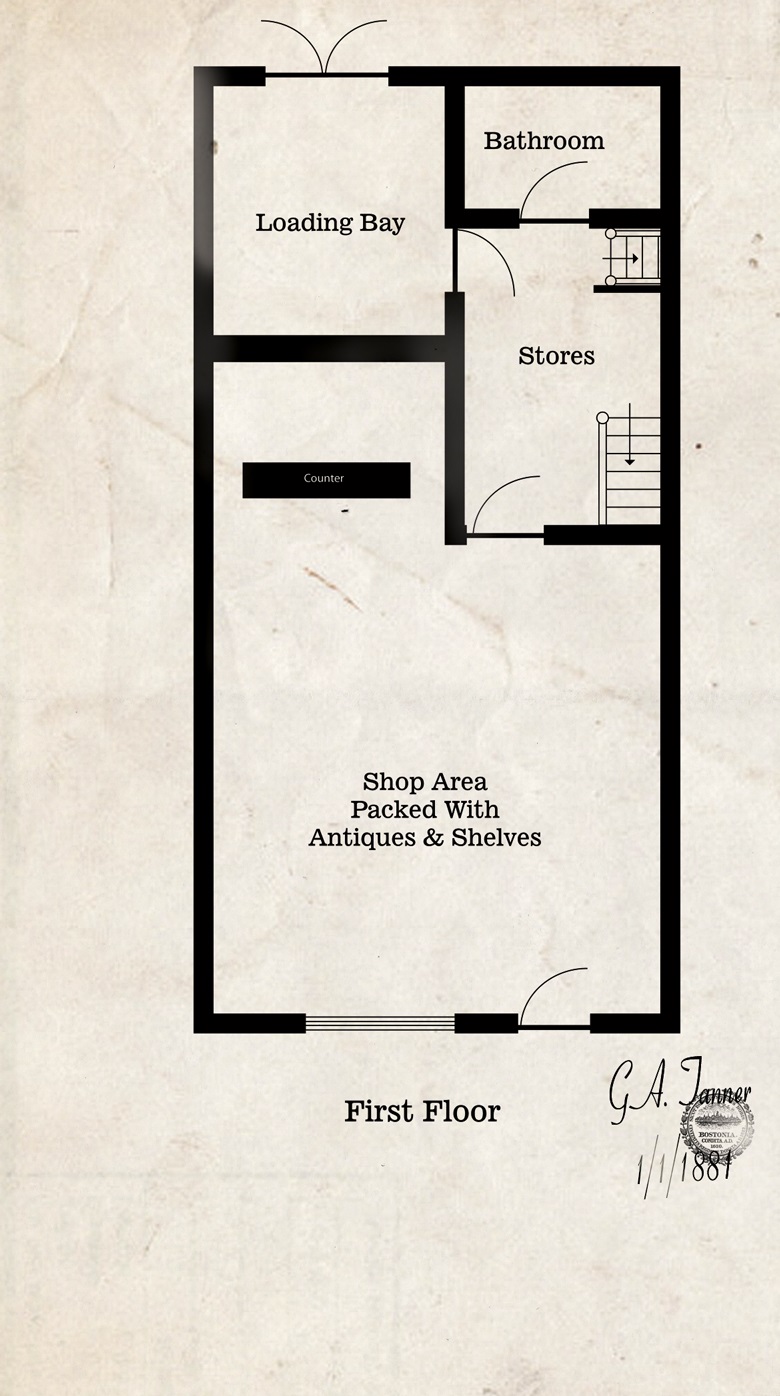 Bathroom
Loading Bay
Stores
Counter
Shop Area
Packed With
Antiques & Shelves
First Floor
G.A. Tanner
BOSTONIA
CONDITA A.D.
1630.
1/1/1881